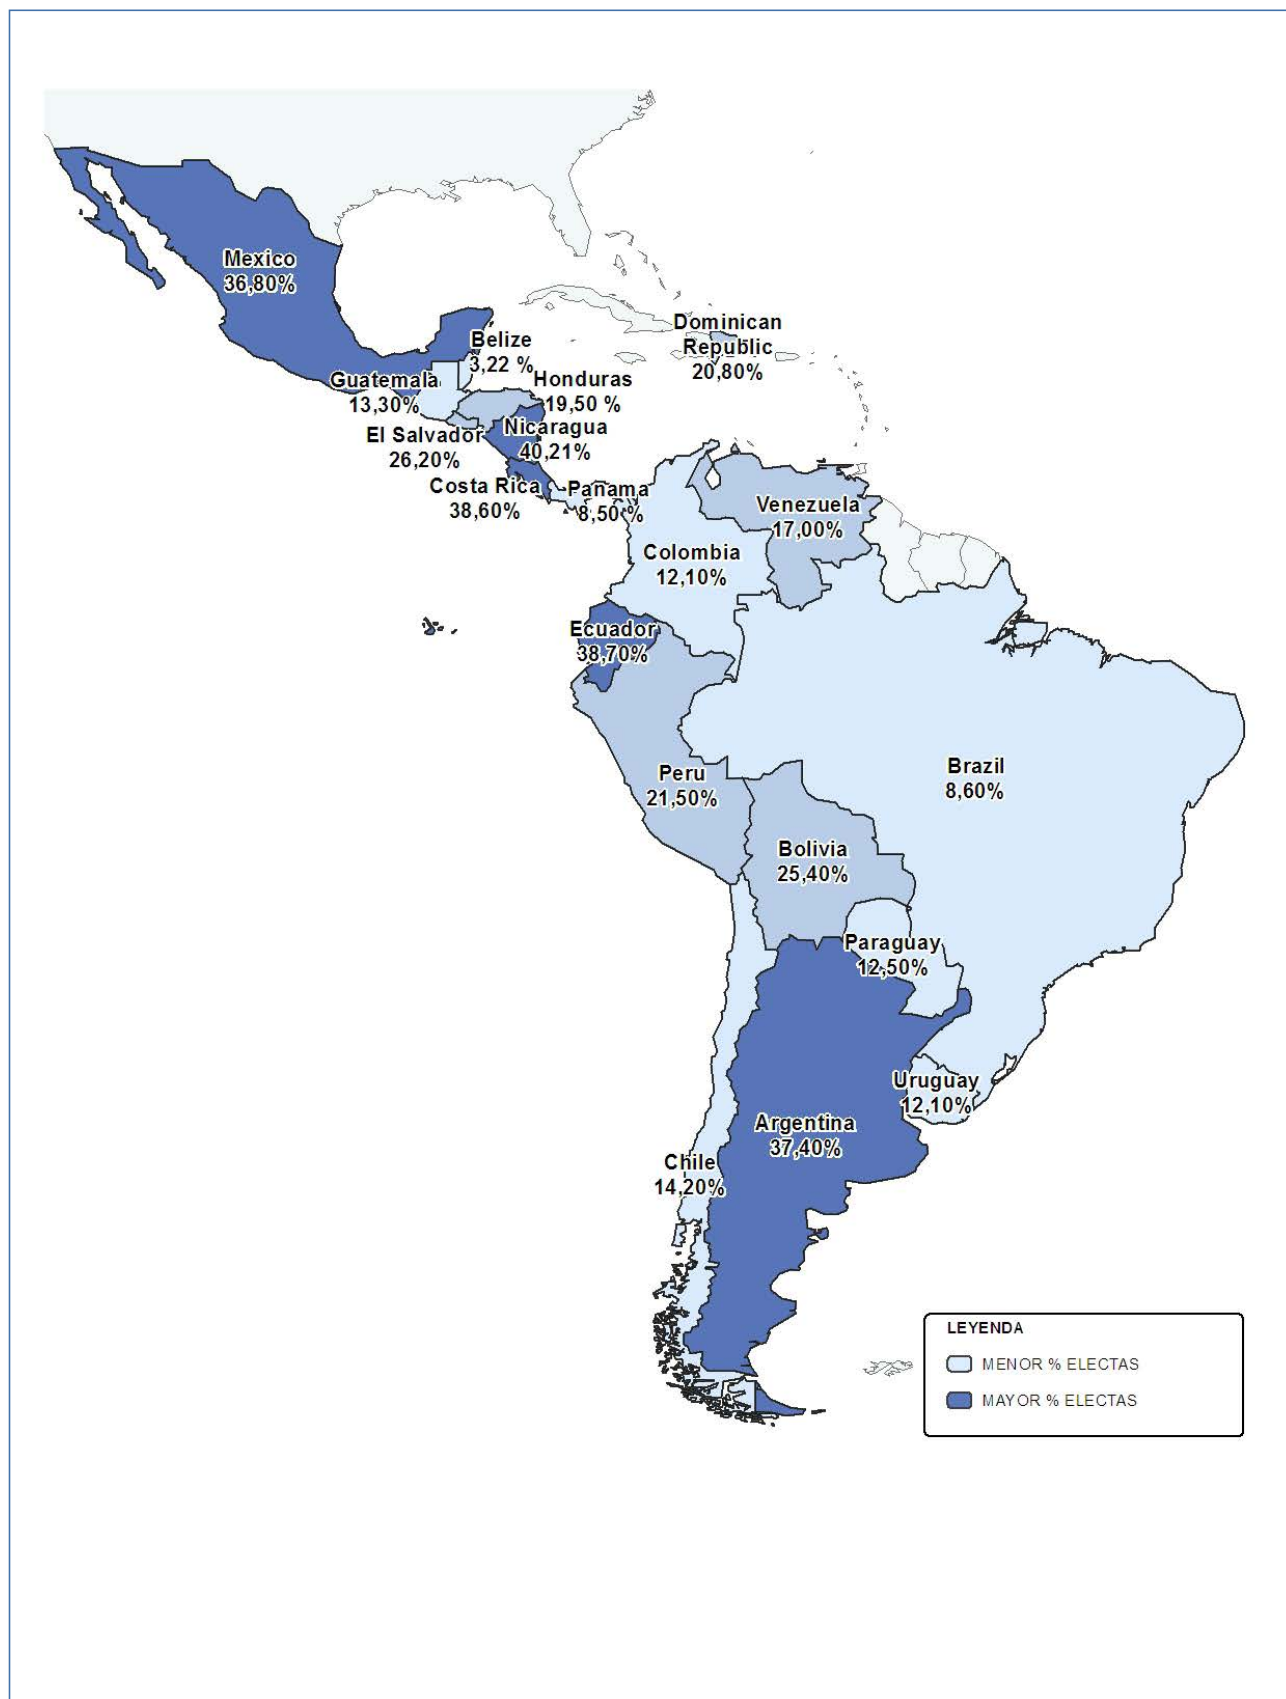 Mexico
36,80%
Belize
3,22 %
Dominican
Republic
20,80%
Guatemala
13,30%
Honduras
19,50 %
El Salvador
26,20%
Nicaragua
40,21%
Costa Rica
38,60%
Panama
8,50 %
Venezuela
17,00%
Colombia
12,10%
Ecuador
38,70%
Peru
21,50%
Brazil
8,60%
Bolivia
25,40%
Paraguay
12,50%
Uruguay
12,10%
Argentina
37,40%
Chile
14,20%
LEYENDA
MENOR % ELECTAS
MAYOR % ELECTAS